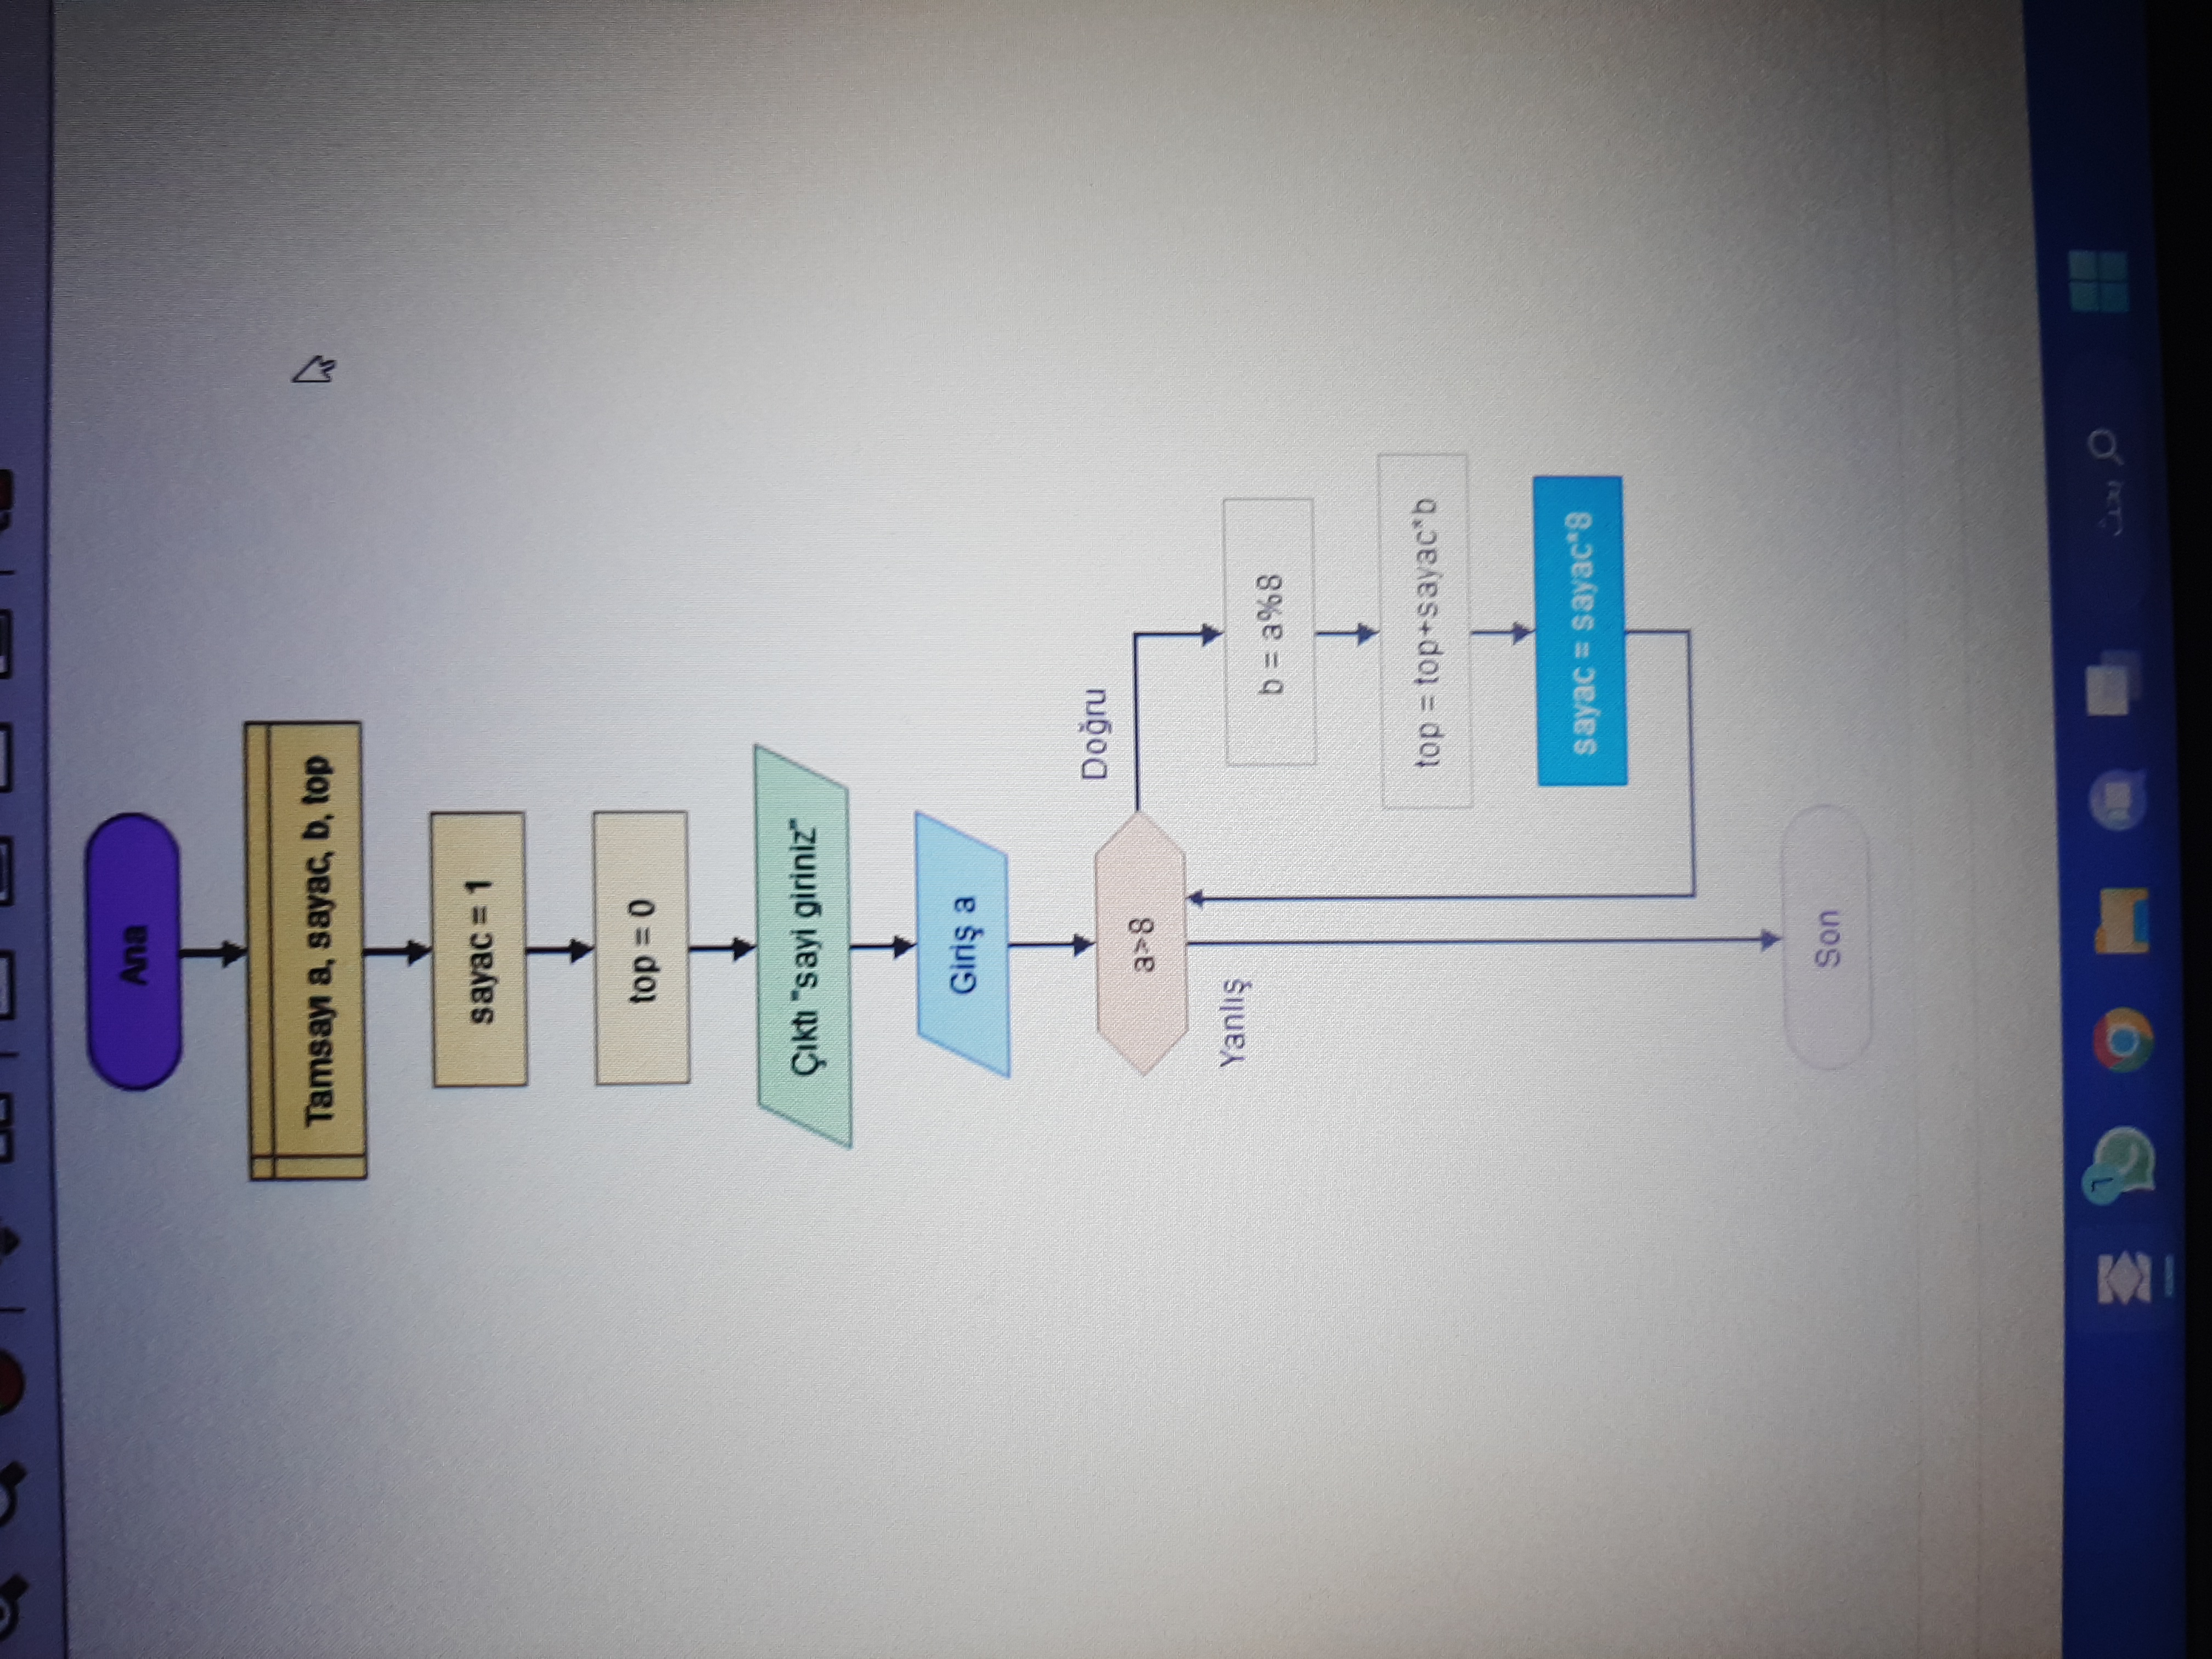 Ana
Tamsayı a, sayac, b, top
sayac = 1
top = 0
Çıktı "sayi giriniz"
Giriş a
a>8
Doğru
Yanlış
b = a%8
top = top+sayac*b
sayac = sayac*8
Son
بحث